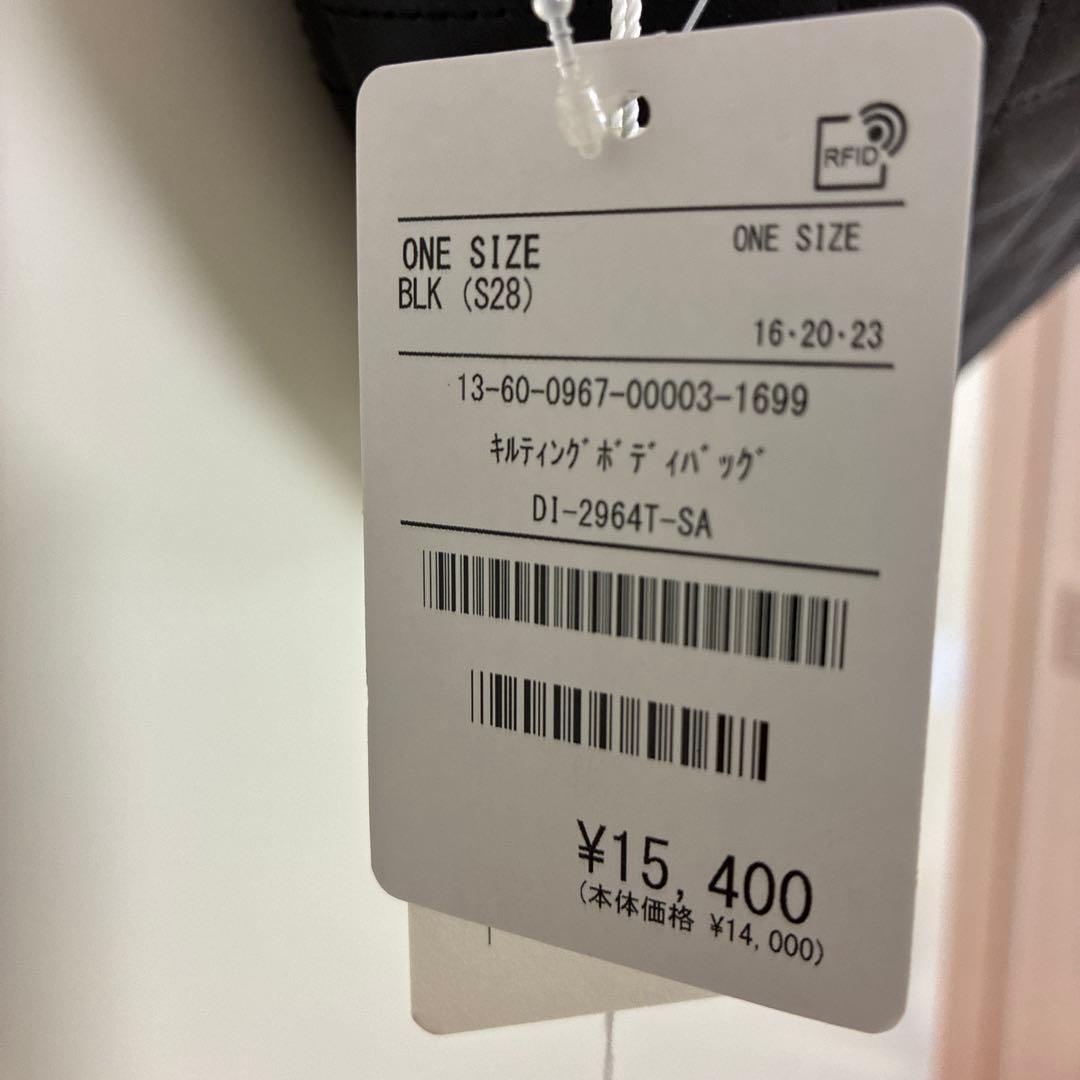 RFID
ONE SIZE
ONE SIZE
BLK (S28)
16･20･23
13-60-0967-00003-1699
ｷﾙﾃｨﾝｸﾞﾎﾞﾃﾞｨﾊﾞｯｸﾞ
DI-2964T-SA
¥15,400
(本体価格 ¥14,000)